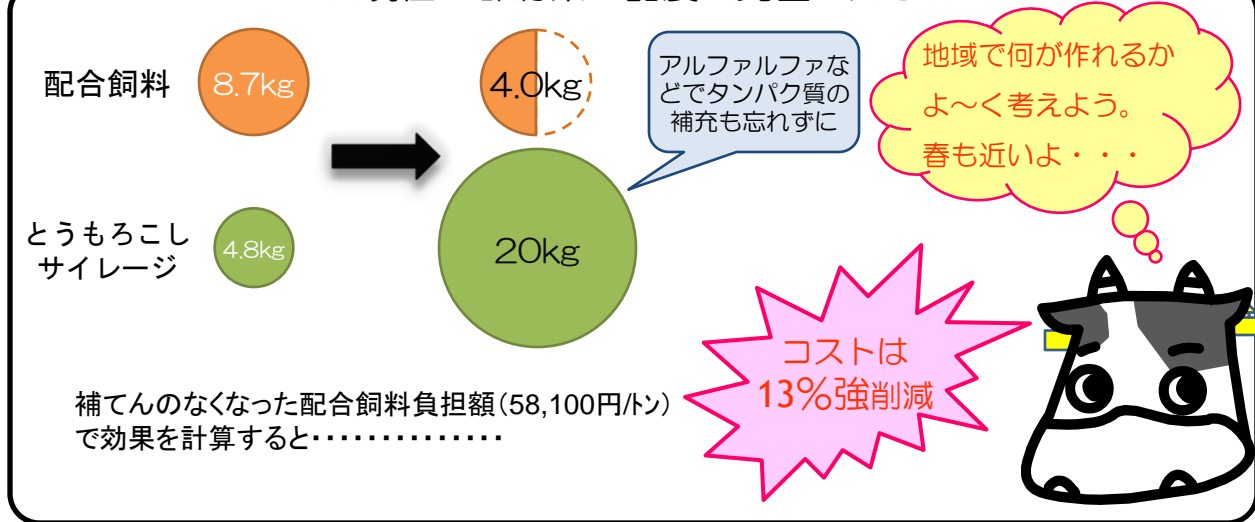 配合飼料
8.7kg
4.0kg
アルファルファな
どでタンパク質の
補充も忘れずに
地域で何が作れるか
よ～く考えよう。
春も近いよ・・・
とうもろこし
サイレージ
4.8kg
20kg
コストは
13%強削減
補てんのなくなった配合飼料負担額(58,100円/トン)
で効果を計算すると・・・・・・・・・・・・・・